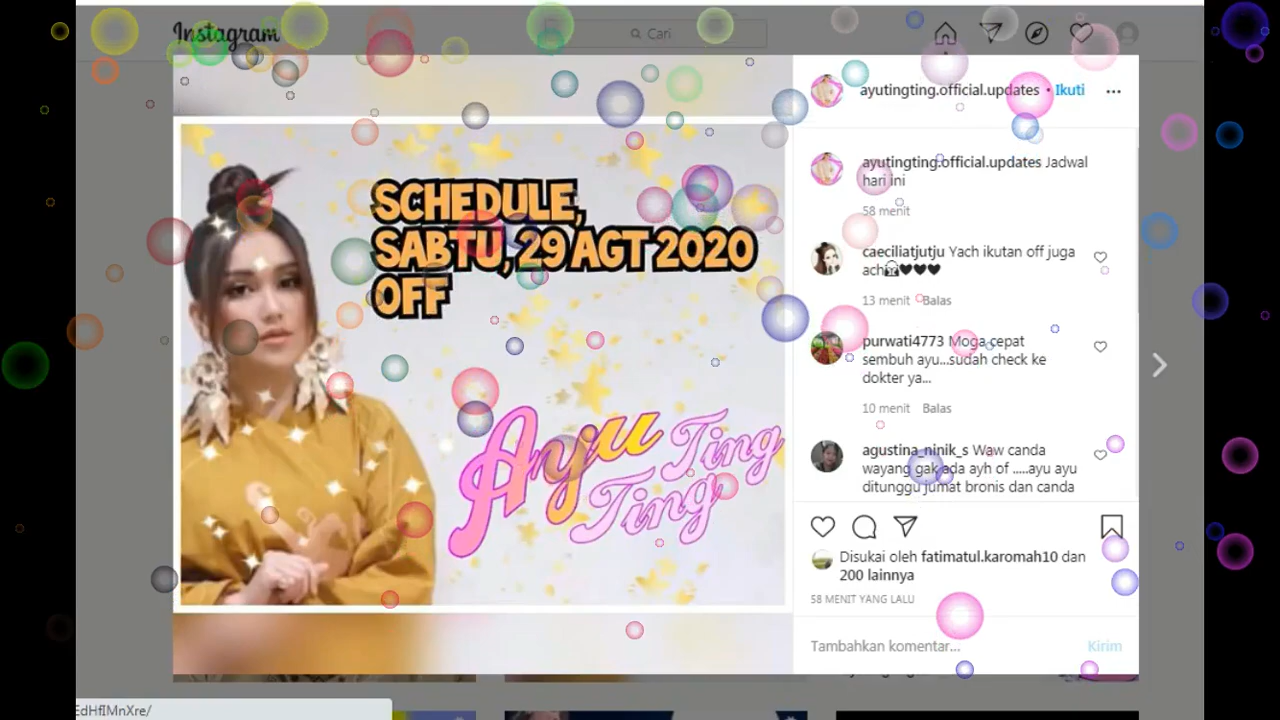 Instagram
Cari
ayutingting.official.updates • Ikuti
SCHEDULE,
SABTU, 29 AGT 2020
OFF
Ayu Ting
Ting
ayutingting.official.updates Jadwal
hari ini
58 menit
caeciliatjutju Yach ikutan off juga
ach🖤🖤🖤
13 menit Balas
purwati4773 Moga cepat
sembuh ayu...sudah check ke
dokter ya...
10 menit Balas
agustina_ninik_s Waw canda
wayang gak ada ayh of .....ayu ayu
ditunggu jumat bronis dan canda
Disukai oleh fatimatul.karomah10 dan
200 lainnya
58 MENIT YANG LALU
Tambahkan komentar... Kirim
EdHfIMnXre/